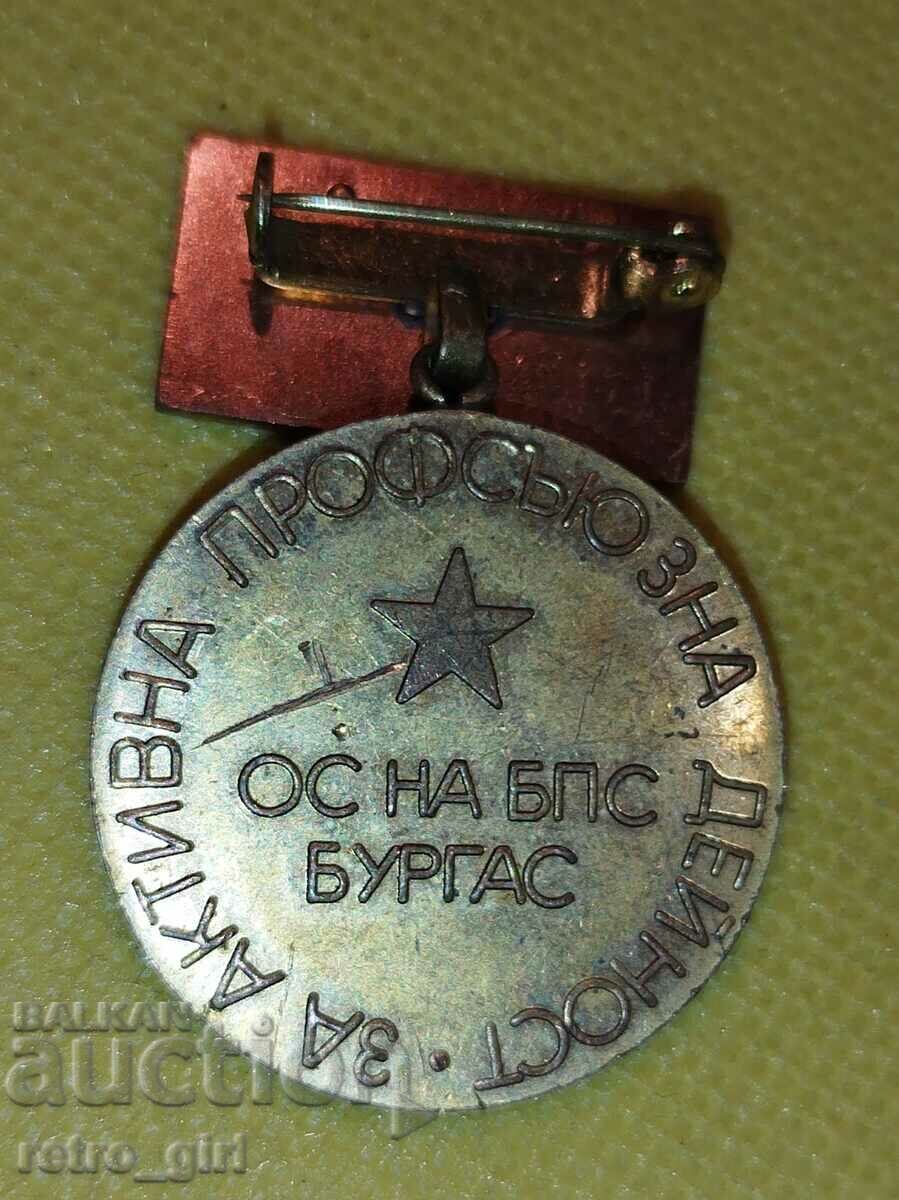 ЗА АКТИВНА ПРОФСЪЮЗНА ДЕЙНОСТ ·
ОС НА БПС
БУРГАС
BALKAN
auction
retro_girl